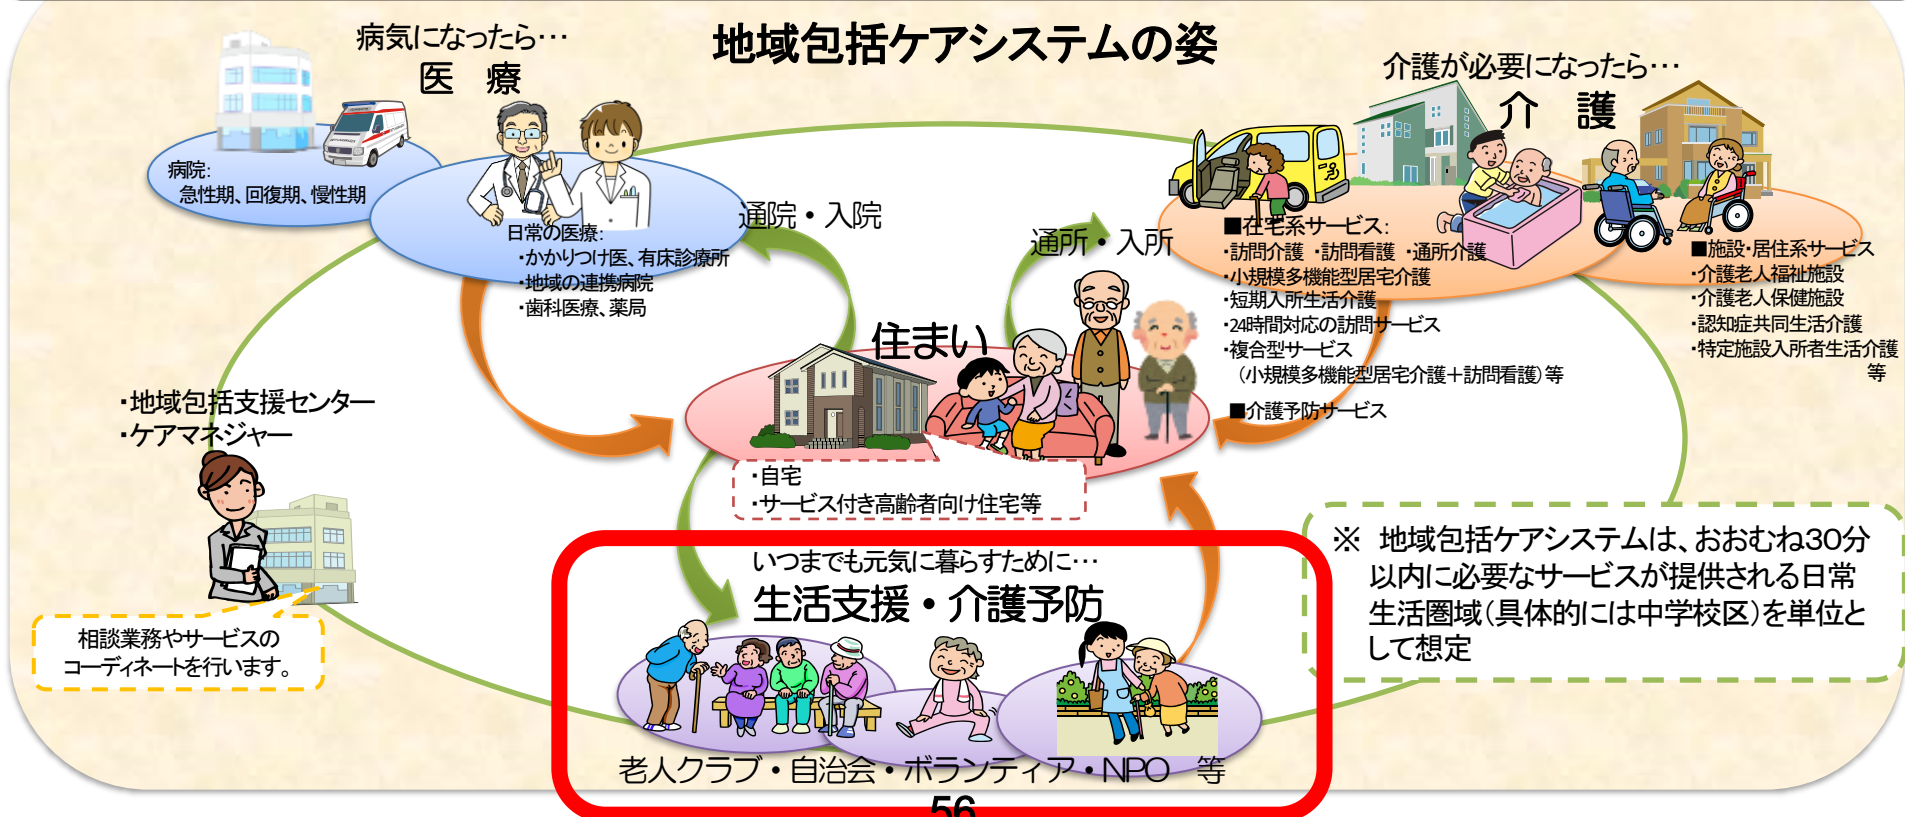 地域包括ケアシステムの姿
病気になったら…
医　療
病院:
急性期、回復期、慢性期
日常の医療:
・かかりつけ医、有床診療所
・地域の連携病院
・歯科医療、薬局
通院・入院
通所・入所
介護が必要になったら…
介　護
■在宅系サービス:
・訪問介護 ・訪問看護 ・通所介護
・小規模多機能型居宅介護
・短期入所生活介護
・24時間対応の訪問サービス
・複合型サービス
（小規模多機能型居宅介護＋訪問看護）等
■介護予防サービス
■施設・居住系サービス
・介護老人福祉施設
・介護老人保健施設
・認知症共同生活介護
・特定施設入所者生活介護
等
住まい
・自宅
・サービス付き高齢者向け住宅等
・地域包括支援センター
・ケアマネジャー
相談業務やサービスの
コーディネートを行います。
いつまでも元気に暮らすために…
生活支援・介護予防
老人クラブ・自治会・ボランティア・NPO　等
※　地域包括ケアシステムは、おおむね30分
以内に必要なサービスが提供される日常
生活圏域（具体的には中学校区）を単位と
して想定
56